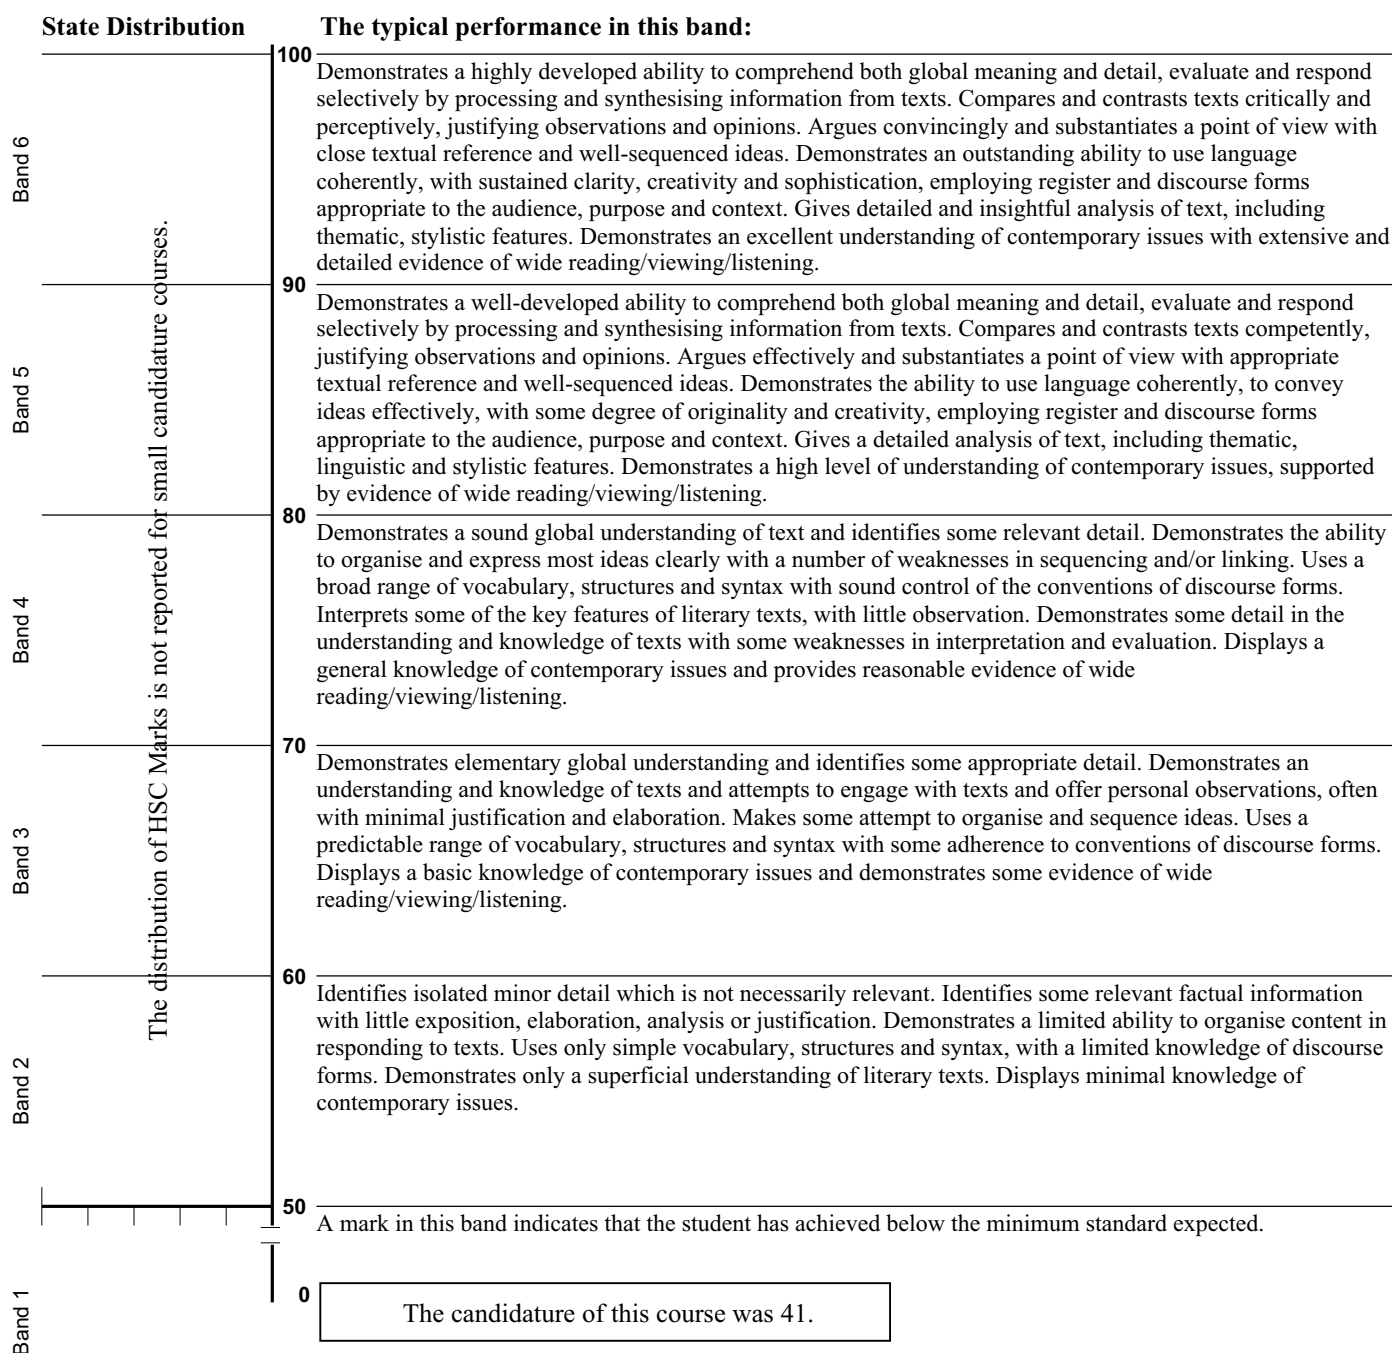 State Distribution
The typical performance in this band:
100
Band 6
Demonstrates a highly developed ability to comprehend both global meaning and detail, evaluate and respond
selectively by processing and synthesising information from texts. Compares and contrasts texts critically and
perceptively, justifying observations and opinions. Argues convincingly and substantiates a point of view with
close textual reference and well-sequenced ideas. Demonstrates an outstanding ability to use language
coherently, with sustained clarity, creativity and sophistication, employing register and discourse forms
appropriate to the audience, purpose and context. Gives detailed and insightful analysis of text, including
thematic, stylistic features. Demonstrates an excellent understanding of contemporary issues with extensive and
detailed evidence of wide reading/viewing/listening.
The distribution of HSC Marks is not reported for small candidature courses.
90
Band 5
Demonstrates a well-developed ability to comprehend both global meaning and detail, evaluate and respond
selectively by processing and synthesising information from texts. Compares and contrasts texts competently,
justifying observations and opinions. Argues effectively and substantiates a point of view with appropriate
textual reference and well-sequenced ideas. Demonstrates the ability to use language coherently, to convey
ideas effectively, with some degree of originality and creativity, employing register and discourse forms
appropriate to the audience, purpose and context. Gives a detailed analysis of text, including thematic,
linguistic and stylistic features. Demonstrates a high level of understanding of contemporary issues, supported
by evidence of wide reading/viewing/listening.
80
Band 4
Demonstrates a sound global understanding of text and identifies some relevant detail. Demonstrates the ability
to organise and express most ideas clearly with a number of weaknesses in sequencing and/or linking. Uses a
broad range of vocabulary, structures and syntax with sound control of the conventions of discourse forms.
Interprets some of the key features of literary texts, with little observation. Demonstrates some detail in the
understanding and knowledge of texts with some weaknesses in interpretation and evaluation. Displays a
general knowledge of contemporary issues and provides reasonable evidence of wide
reading/viewing/listening.
70
Band 3
Demonstrates elementary global understanding and identifies some appropriate detail. Demonstrates an
understanding and knowledge of texts and attempts to engage with texts and offer personal observations, often
with minimal justification and elaboration. Makes some attempt to organise and sequence ideas. Uses a
predictable range of vocabulary, structures and syntax with some adherence to conventions of discourse forms.
Displays a basic knowledge of contemporary issues and demonstrates some evidence of wide
reading/viewing/listening.
60
Band 2
Identifies isolated minor detail which is not necessarily relevant. Identifies some relevant factual information
with little exposition, elaboration, analysis or justification. Demonstrates a limited ability to organise content in
responding to texts. Uses only simple vocabulary, structures and syntax, with a limited knowledge of discourse
forms. Demonstrates only a superficial understanding of literary texts. Displays minimal knowledge of
contemporary issues.
50
A mark in this band indicates that the student has achieved below the minimum standard expected.
0
Band 1
The candidature of this course was 41.